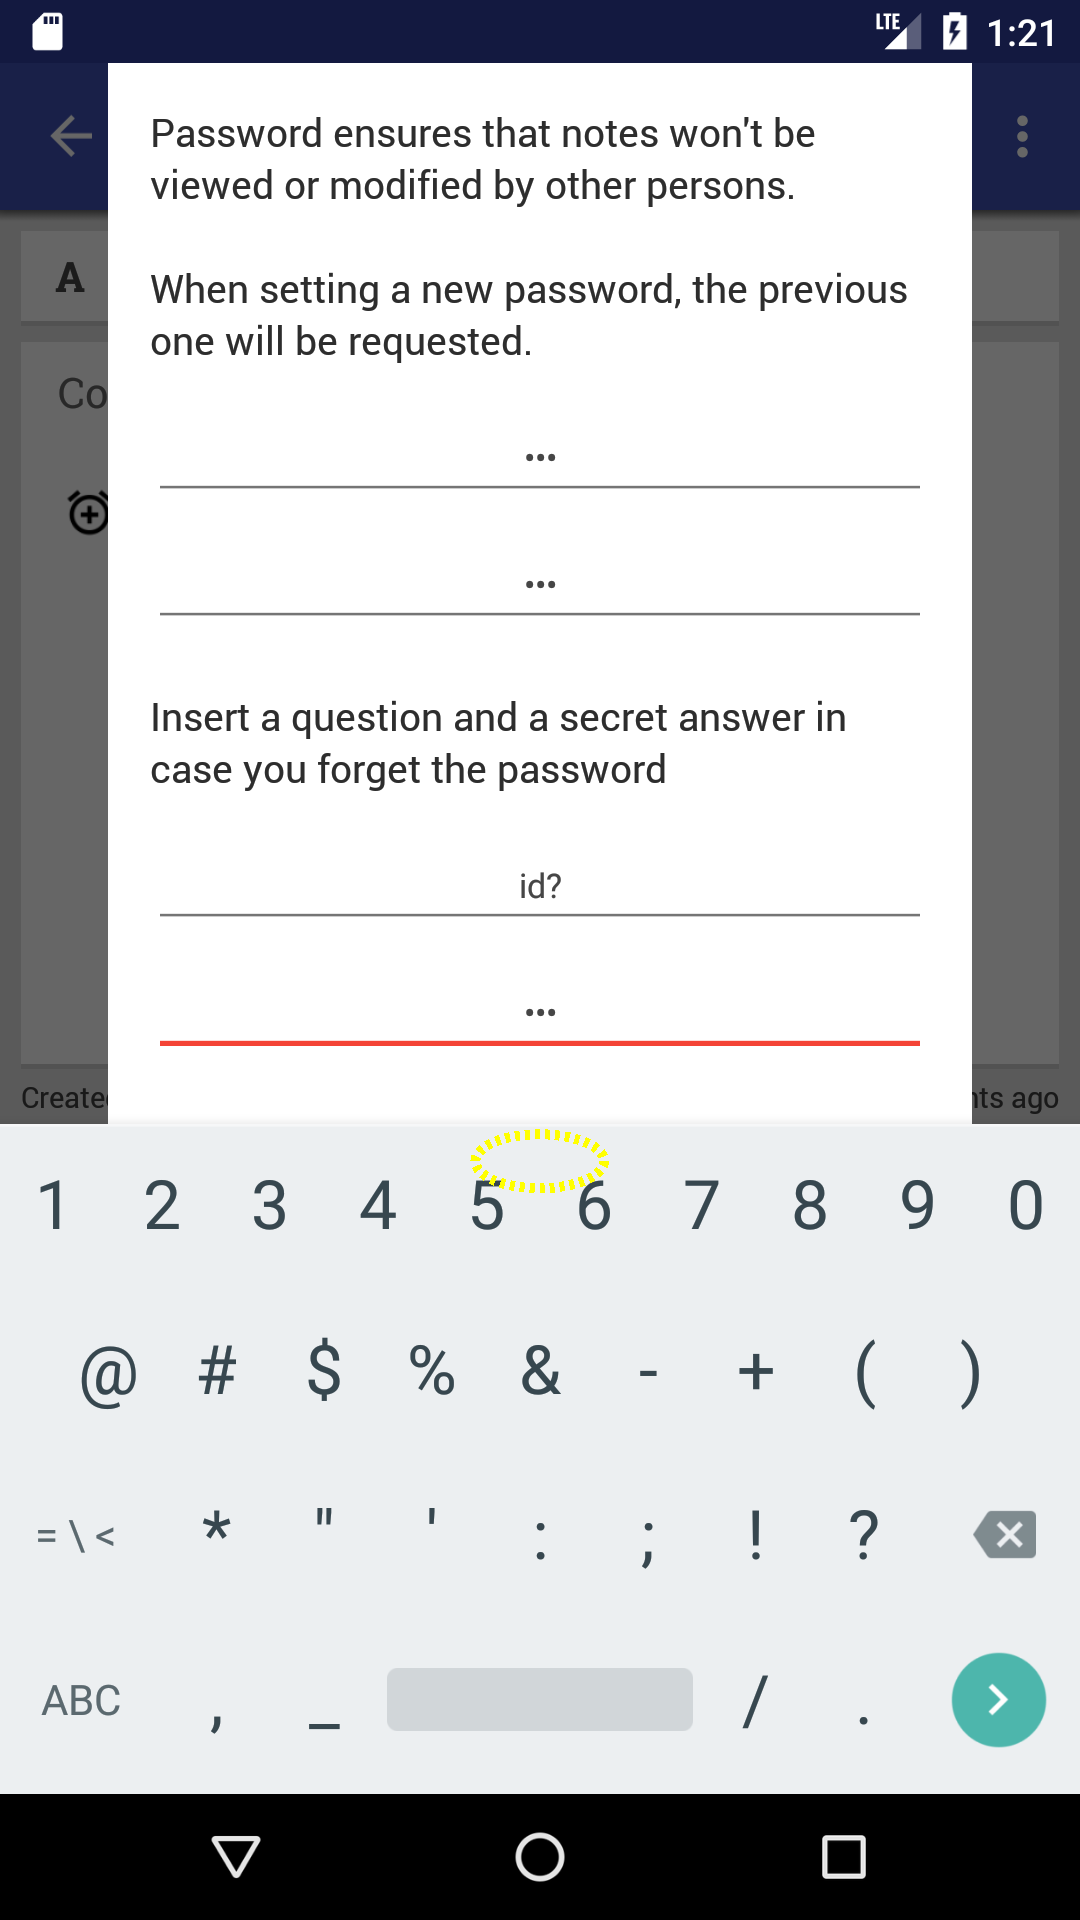 LTE 1:21
Password ensures that notes won't be
viewed or modified by other persons.
A
When setting a new password, the previous
one will be requested.
Co
•••
•••
Insert a question and a secret answer in
case you forget the password
id?
•••
Create nts ago
1 2 3 4 5 6 7 8 9 0
@ # $ % & - + ( )
= \ < * " ' : ; ! ?
ABC , _ / .